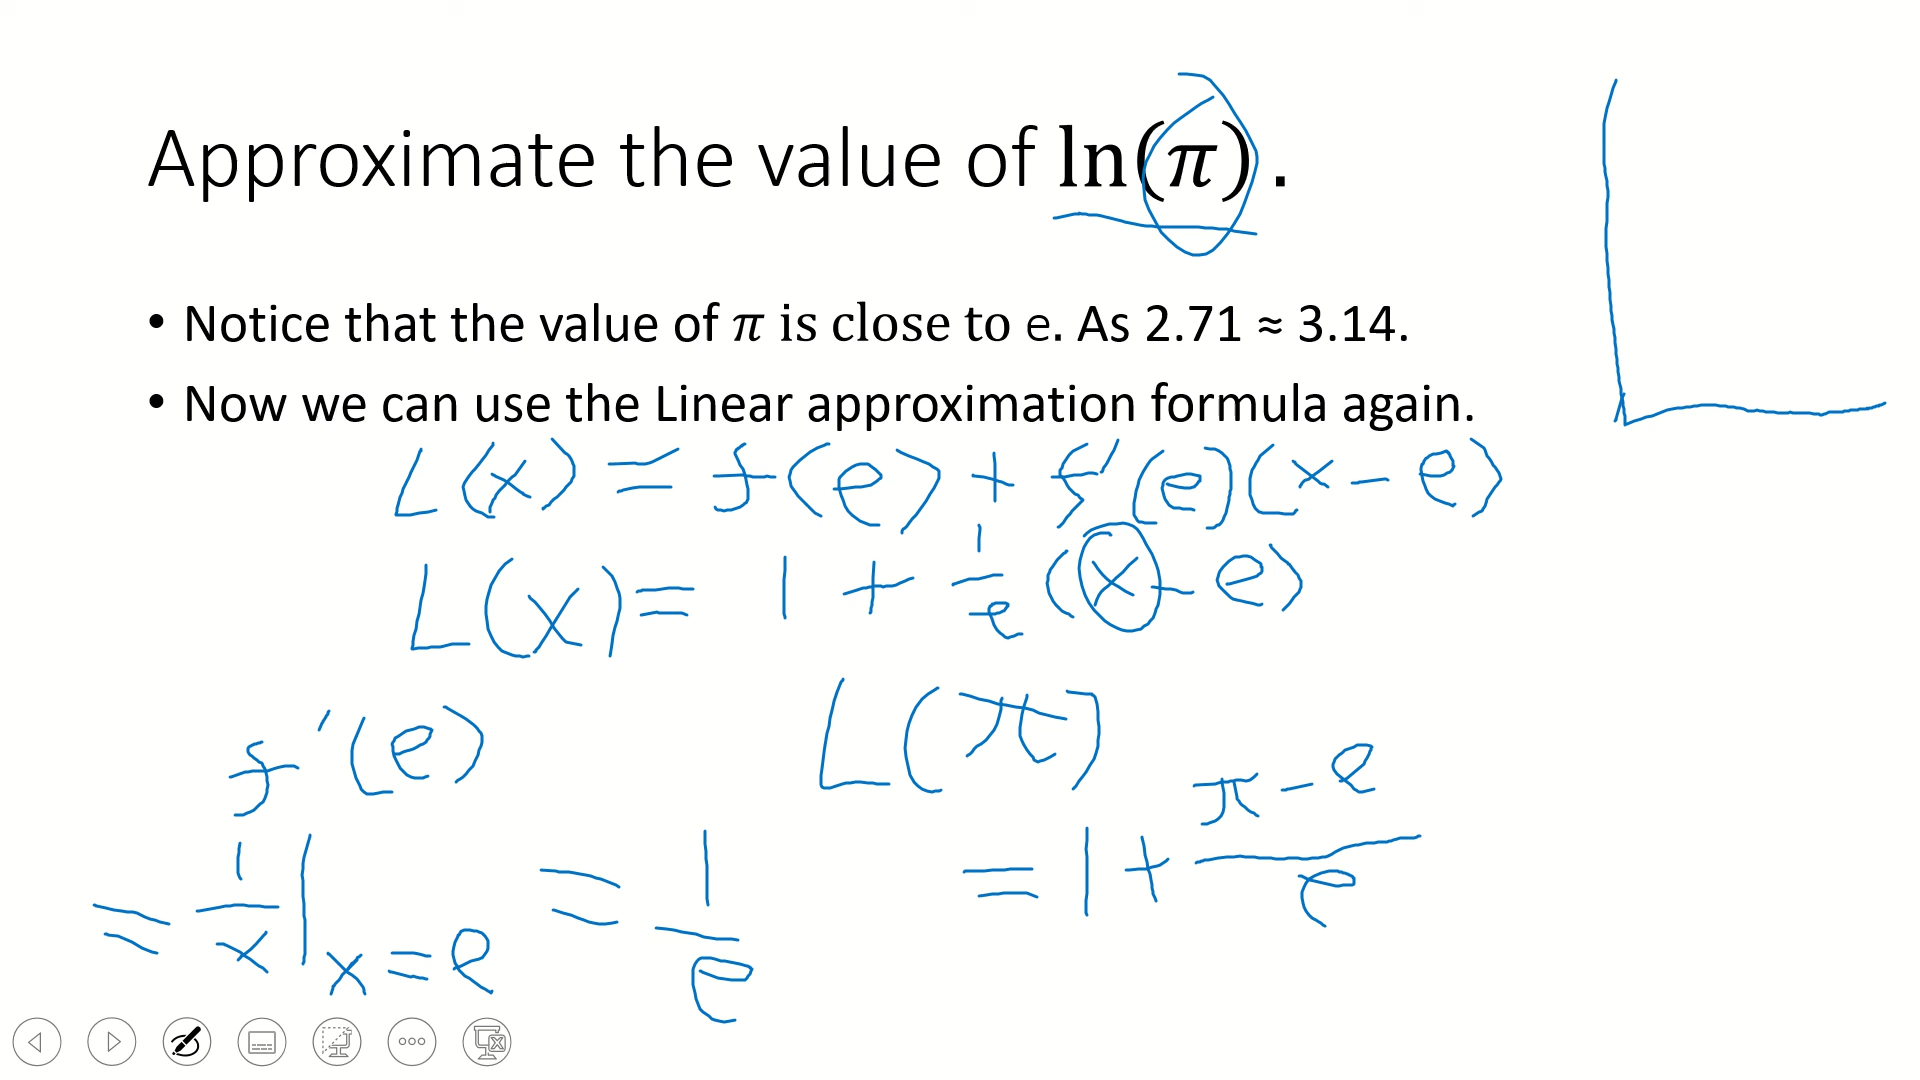 Approximate the value of ln(π).
• Notice that the value of π is close to e. As 2.71 ≈ 3.14.
• Now we can use the Linear approximation formula again.
L(x) = f(e) + f'(e)(x - e)
L(x) = 1 + 1/e (x - e)
f'(e)
= 1/x | x = e = 1/e
L(π)
= 1 + π - e / e